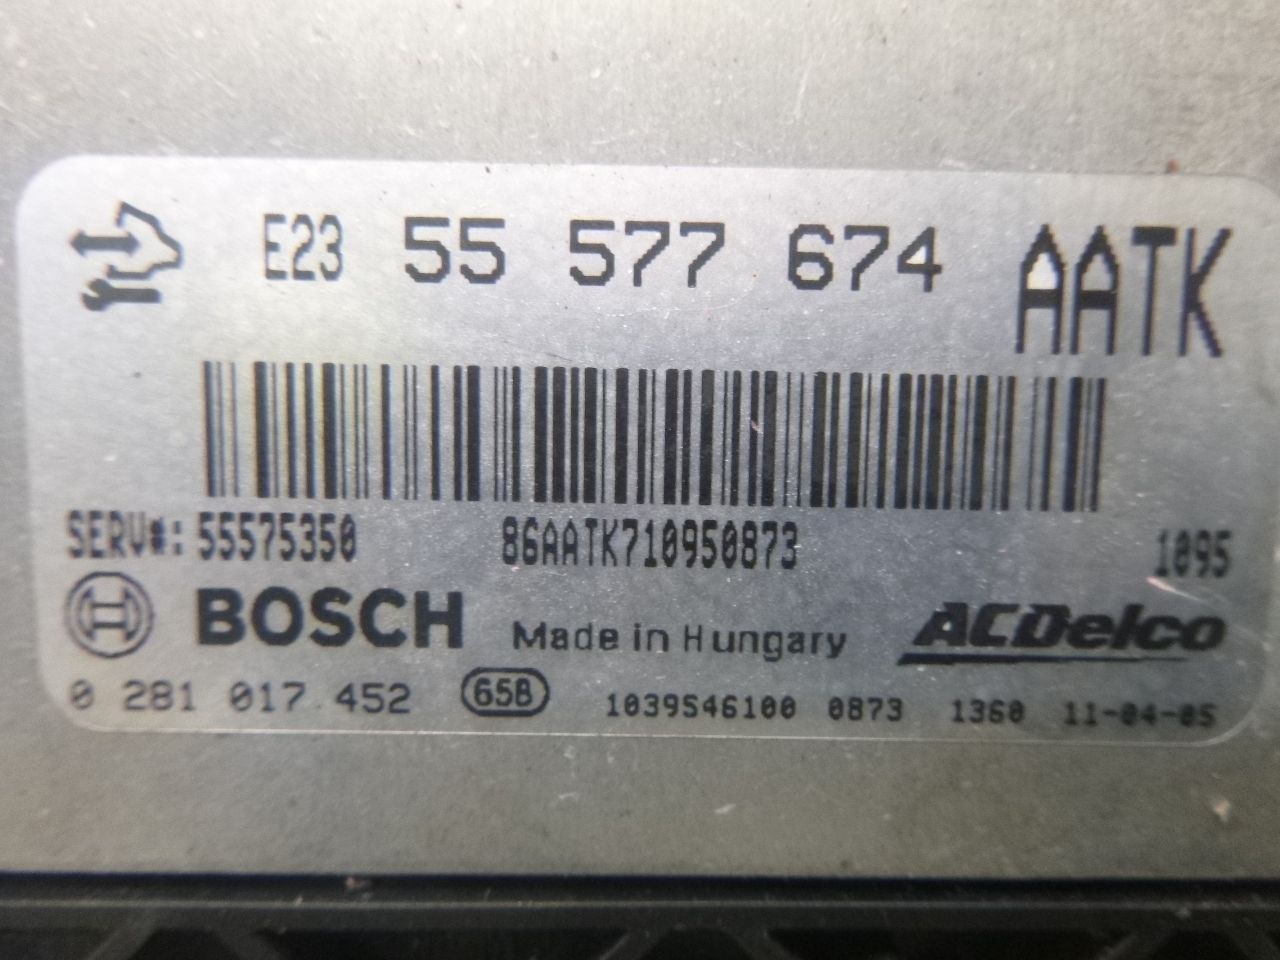 E23 55 577 674 AATK
SERV#: 55575350 86AATK710950873 1095
BOSCH Made in Hungary ACDelco
0 281 017 452 65B 1039S46100 0873 1360 11-04-05